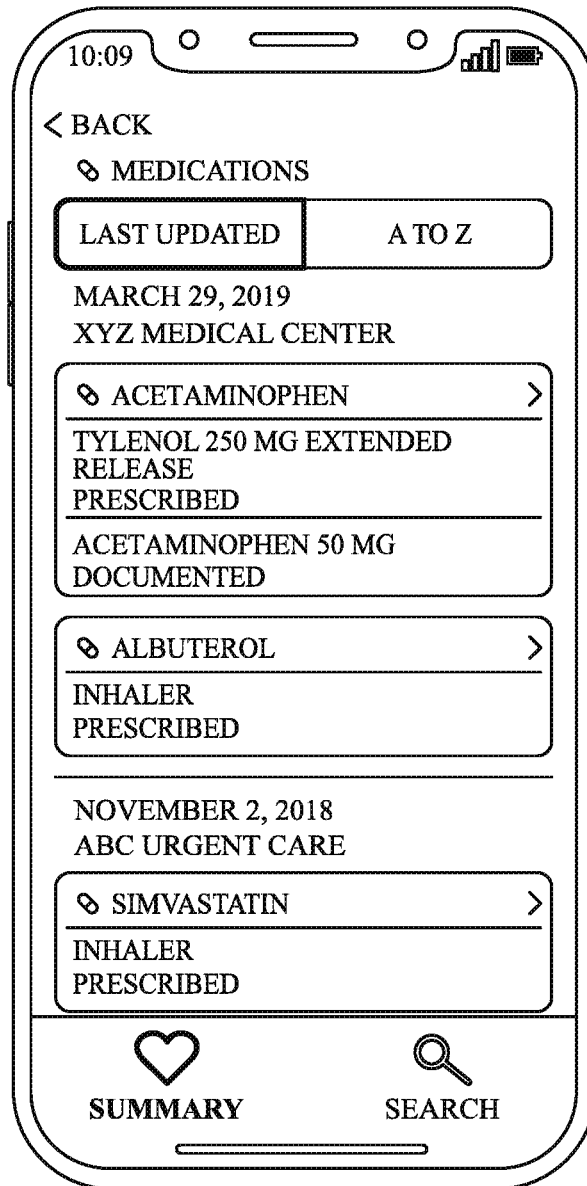 10:09
< BACK
MEDICATIONS
LAST UPDATED
A TO Z
MARCH 29, 2019
XYZ MEDICAL CENTER
ACETAMINOPHEN >
TYLENOL 250 MG EXTENDED
RELEASE
PRESCRIBED
ACETAMINOPHEN 50 MG
DOCUMENTED
ALBUTEROL >
INHALER
PRESCRIBED
NOVEMBER 2, 2018
ABC URGENT CARE
SIMVASTATIN >
INHALER
PRESCRIBED
SUMMARY
SEARCH